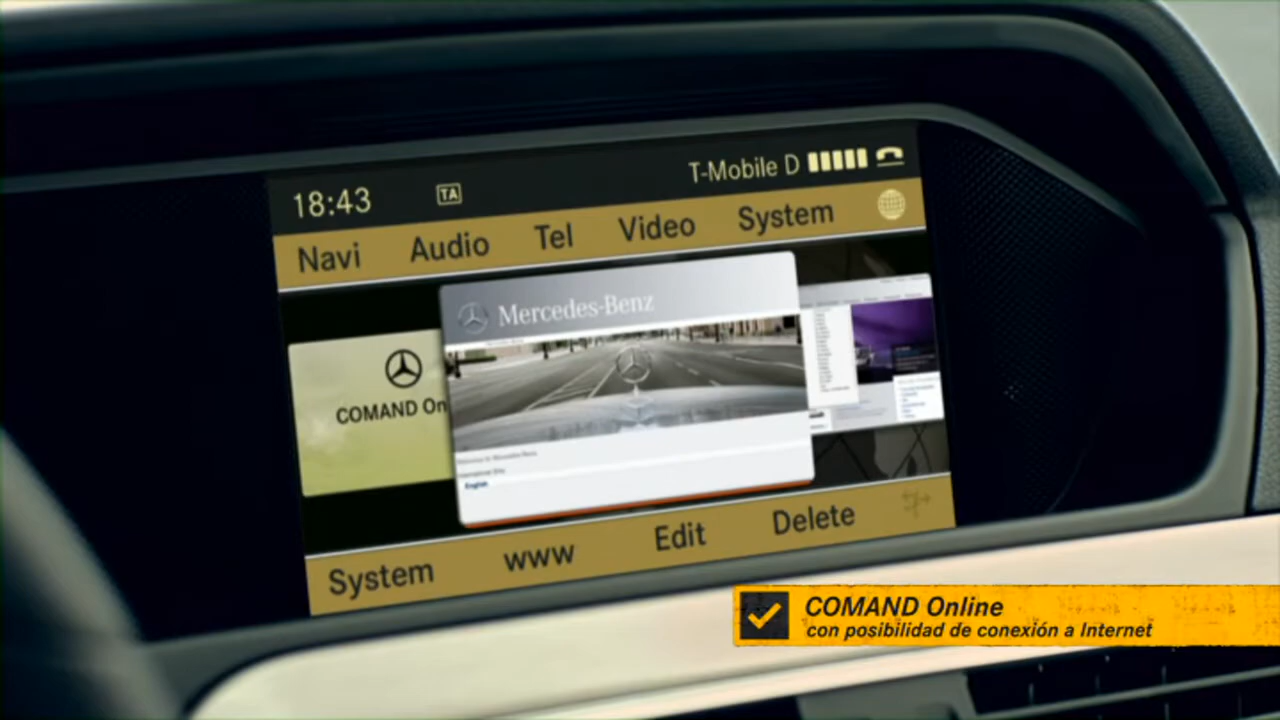 18:43 TA T-Mobile D
Navi Audio Tel Video System
Mercedes-Benz
COMAND On
English
System www Edit Delete
COMAND Online
con posibilidad de conexión a Internet